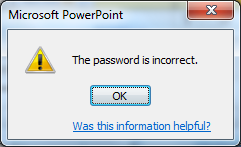 Microsoft PowerPoint
The password is incorrect.
OK
Was this information helpful?